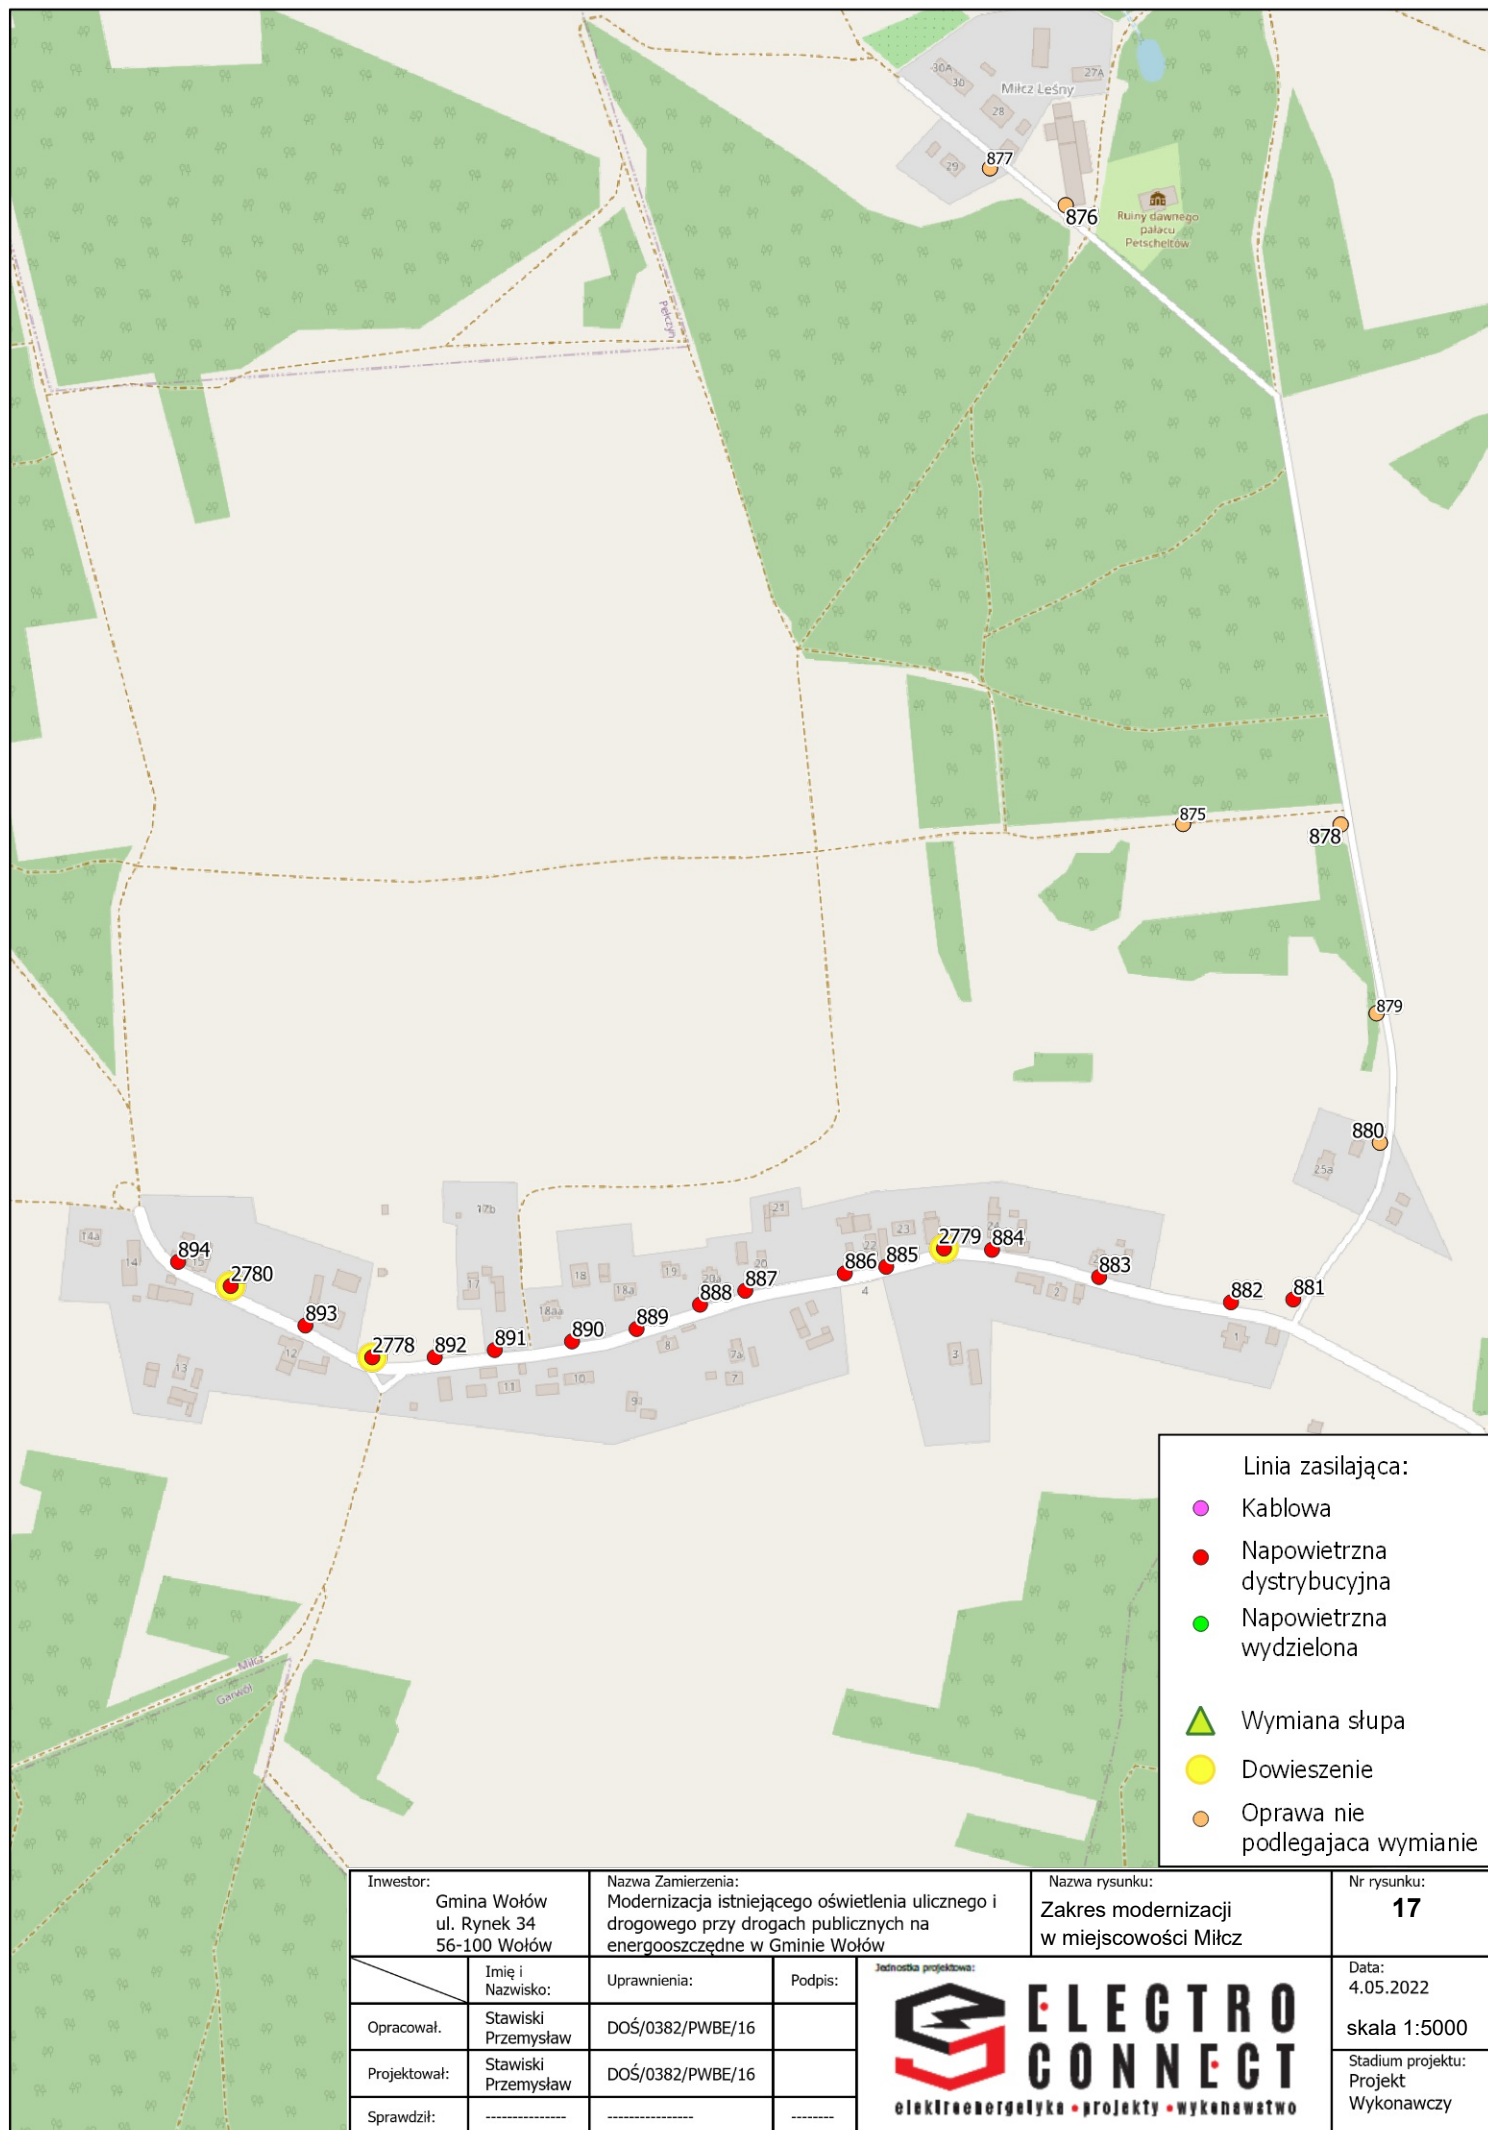 30A
30
27A
Miłcz Leśny
28
29
877
876
Ruiny dawnego
pałacu
Petscheltów
Pełczyn
875
878
879
880
25a
14a
14
15
894
2780
893
12
13
2778
892
17b
17
891
11
18
18aa
18a
890
10
889
19
20a
20
21
888
887
8
7a
7
9
886
885
22
23
4
2779
24
884
883
2
3
882
881
1
Miłcz
Garwół
Linia zasilająca:
Kablowa
Napowietrzna
dystrybucyjna
Napowietrzna
wydzielona
Wymiana słupa
Dowieszenie
Oprawa nie
podlegajaca wymianie
Inwestor:
Gmina Wołów
ul. Rynek 34
56-100 Wołów
Nazwa Zamierzenia:
Modernizacja istniejącego oświetlenia ulicznego i
drogowego przy drogach publicznych na
energooszczędne w Gminie Wołów
Nazwa rysunku:
Zakres modernizacji
w miejscowości Miłcz
Nr rysunku:
17
Imię i
Nazwisko:
Uprawnienia:
Podpis:
Opracował.
Stawiski
Przemysław
DOŚ/0382/PWBE/16
Projektował:
Stawiski
Przemysław
DOŚ/0382/PWBE/16
Sprawdził:
---------------
----------------
--------
Jednostka projektowa:
ELECTRO
CONNECT
elektroenergetyka • projekty • wykonawstwo
Data:
4.05.2022
skala 1:5000
Stadium projektu:
Projekt
Wykonawczy